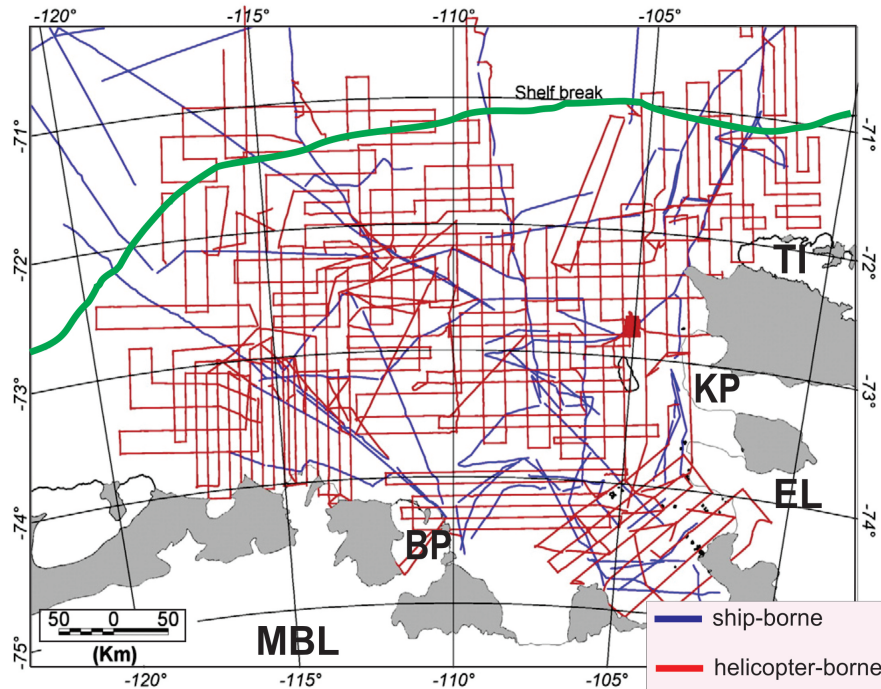 -120° -115° -110° -105°
Shelf break
-71° -71°
-72° TI -72°
-73° KP -73°
-74° EL -74°
BP
50 0 50
(Km)
MBL
-75°
ship-borne
helicopter-borne
-120° -115° -110° -105°